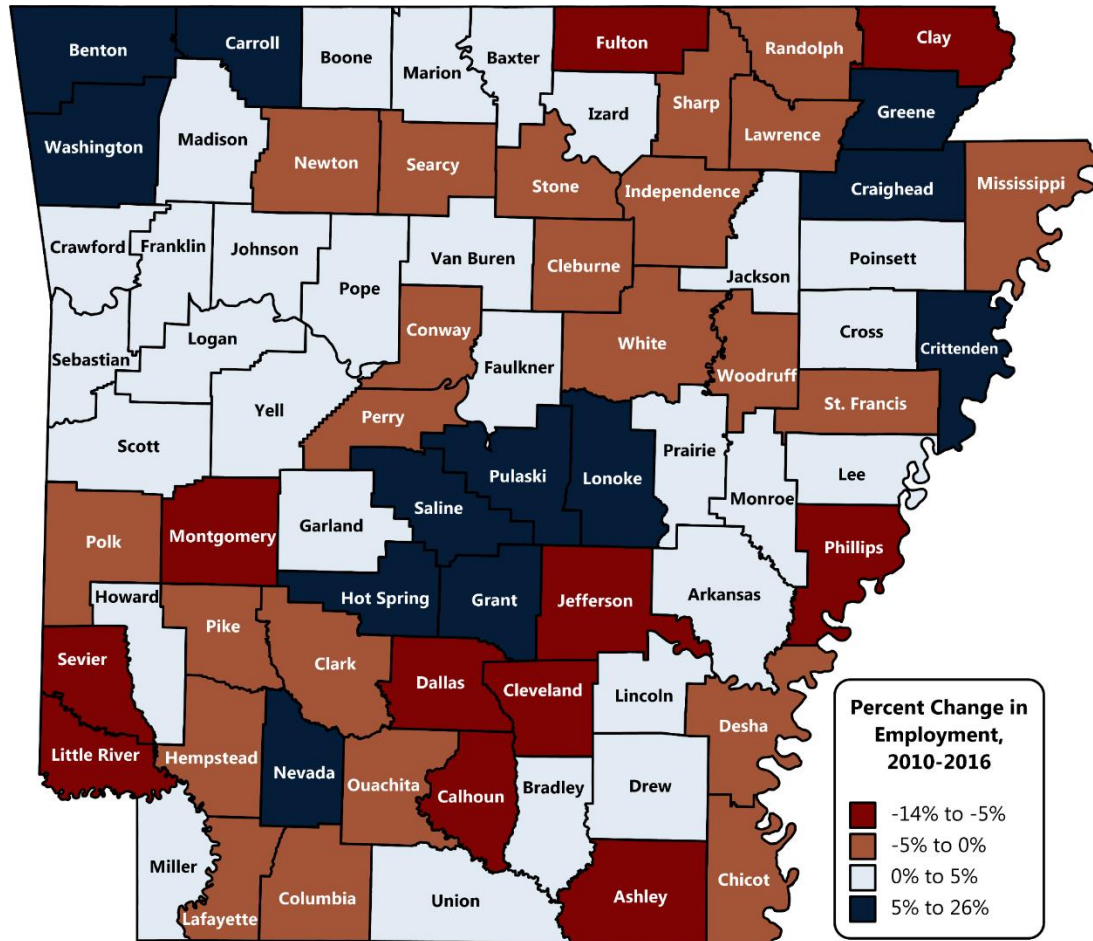 Benton
Carroll
Boone
Marion
Baxter
Fulton
Randolph
Clay
Sharp
Izard
Greene
Lawrence
Washington
Madison
Newton
Searcy
Stone
Independence
Craighead
Mississippi
Crawford
Franklin
Johnson
Pope
Van Buren
Cleburne
Jackson
Poinsett
Sebastian
Logan
Conway
Faulkner
White
Woodruff
Cross
Crittenden
Scott
Yell
Perry
St. Francis
Prairie
Monroe
Lee
Saline
Pulaski
Lonoke
Polk
Montgomery
Garland
Phillips
Howard
Pike
Hot Spring
Grant
Jefferson
Arkansas
Sevier
Clark
Dallas
Cleveland
Lincoln
Desha
Little River
Hempstead
Nevada
Ouachita
Calhoun
Bradley
Drew
Miller
Lafayette
Columbia
Union
Ashley
Chicot
Percent Change in
Employment,
2010-2016
-14% to -5%
-5% to 0%
0% to 5%
5% to 26%